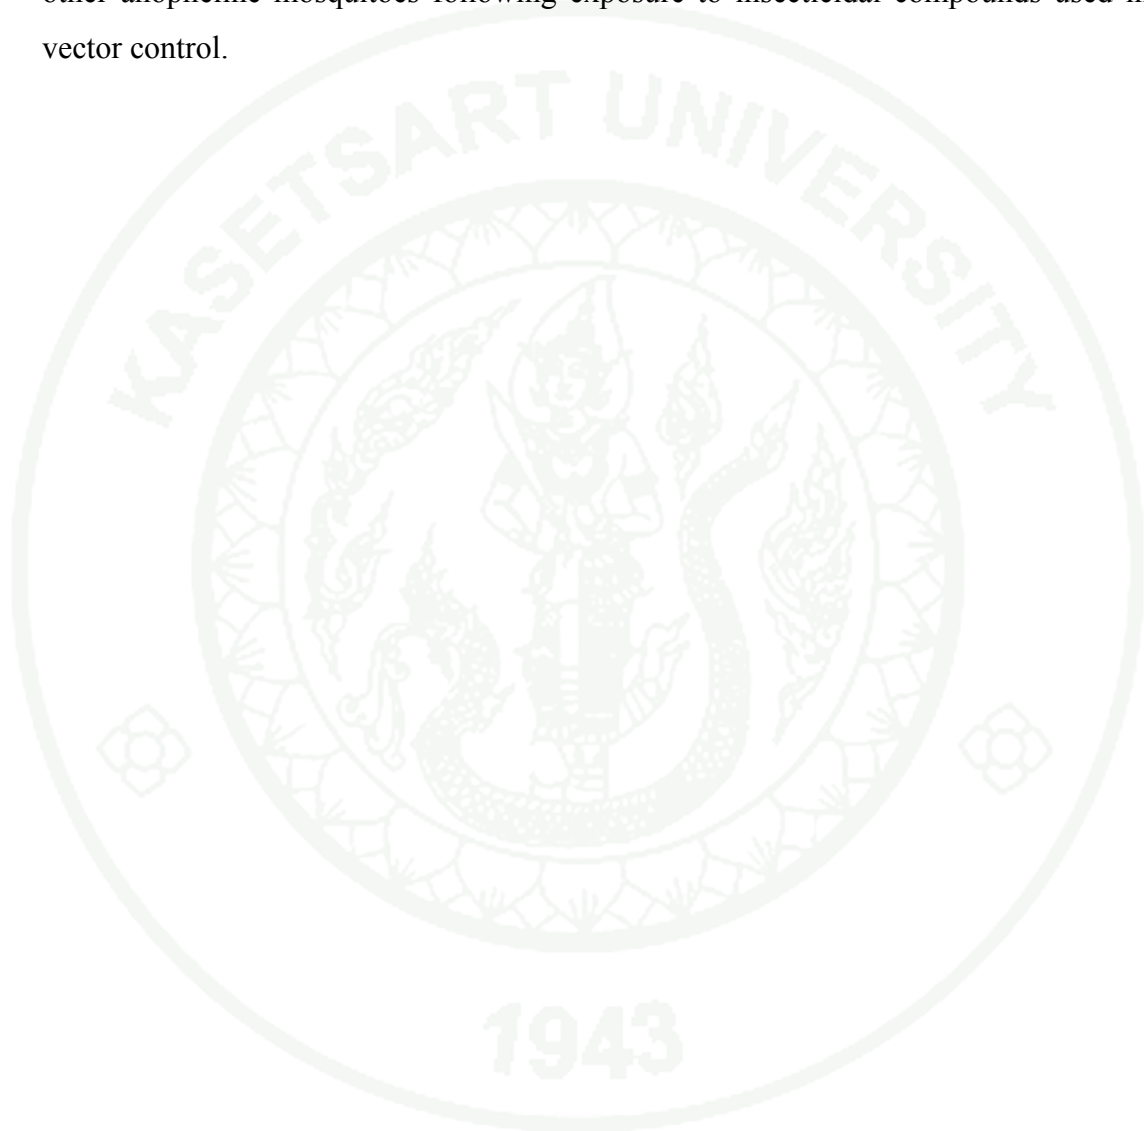 other anopheline mosquitoes following exposure to insecticidal compounds used in
vector control.
KASETSART UNIVERSITY
1943